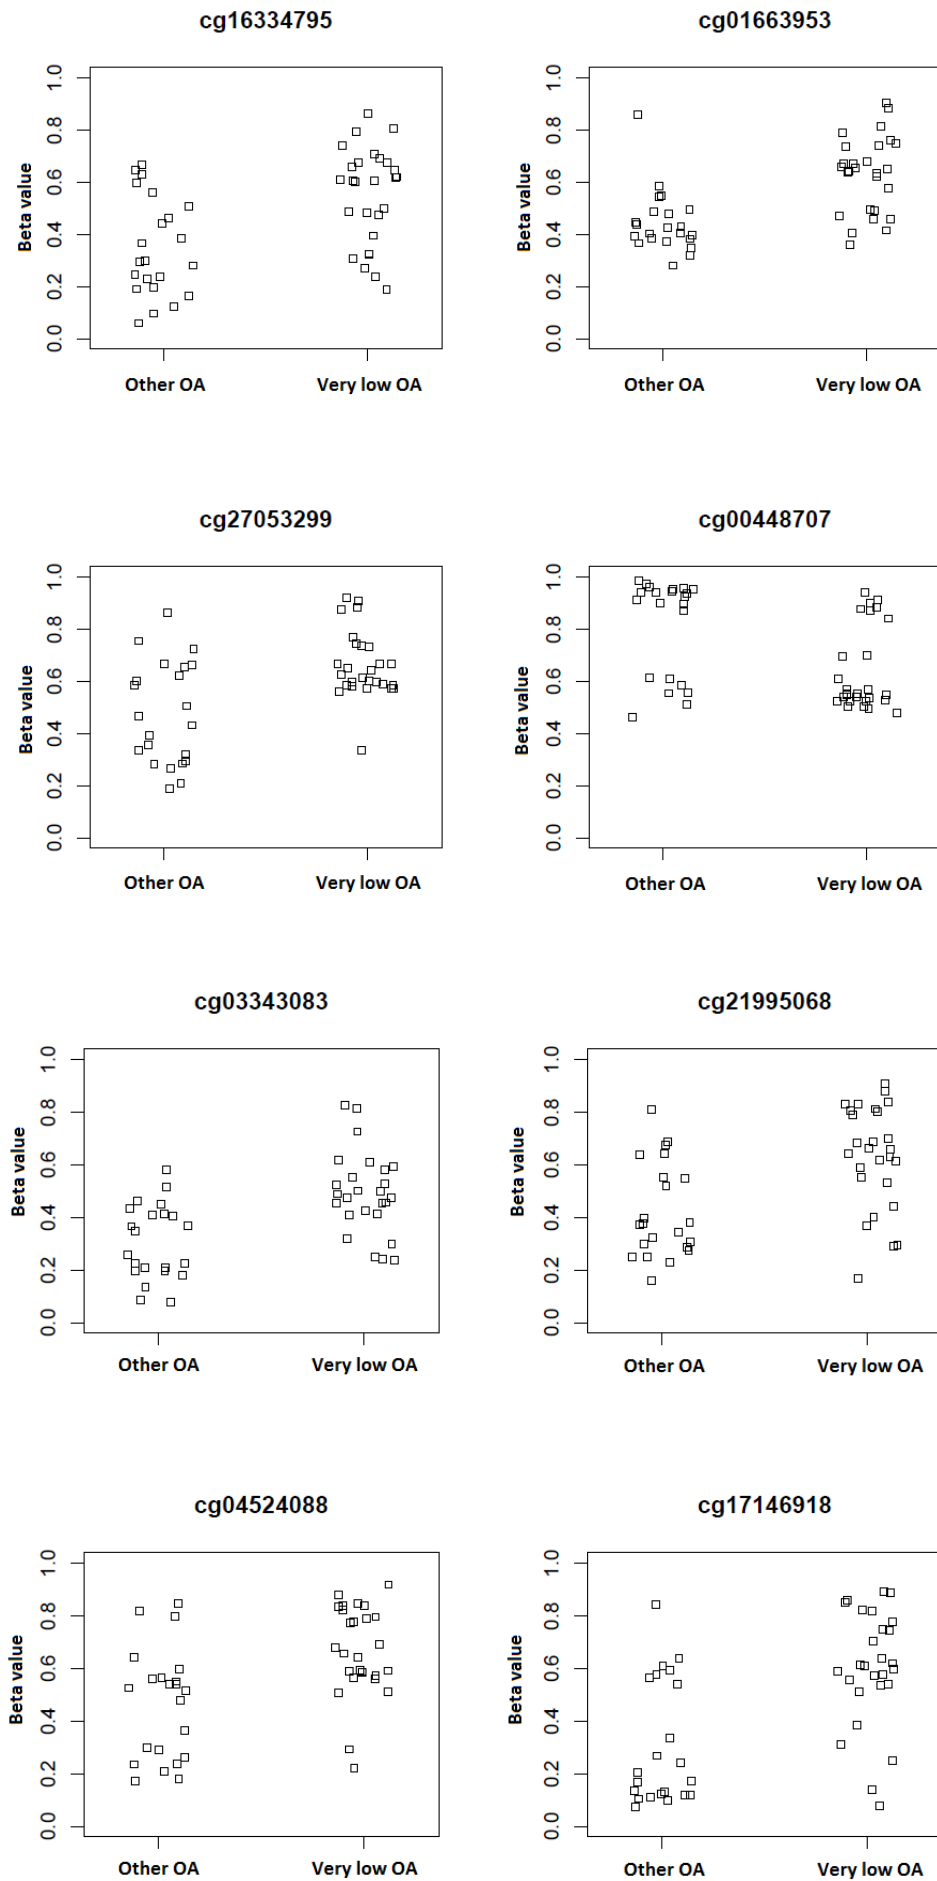 cg16334795
cg01663953
Beta value
0.0 0.2 0.4 0.6 0.8 1.0
Other OA
Very low OA
Beta value
0.0 0.2 0.4 0.6 0.8 1.0
Other OA
Very low OA
cg27053299
cg00448707
Beta value
0.0 0.2 0.4 0.6 0.8 1.0
Other OA
Very low OA
Beta value
0.0 0.2 0.4 0.6 0.8 1.0
Other OA
Very low OA
cg03343083
cg21995068
Beta value
0.0 0.2 0.4 0.6 0.8 1.0
Other OA
Very low OA
Beta value
0.0 0.2 0.4 0.6 0.8 1.0
Other OA
Very low OA
cg04524088
cg17146918
Beta value
0.0 0.2 0.4 0.6 0.8 1.0
Other OA
Very low OA
Beta value
0.0 0.2 0.4 0.6 0.8 1.0
Other OA
Very low OA